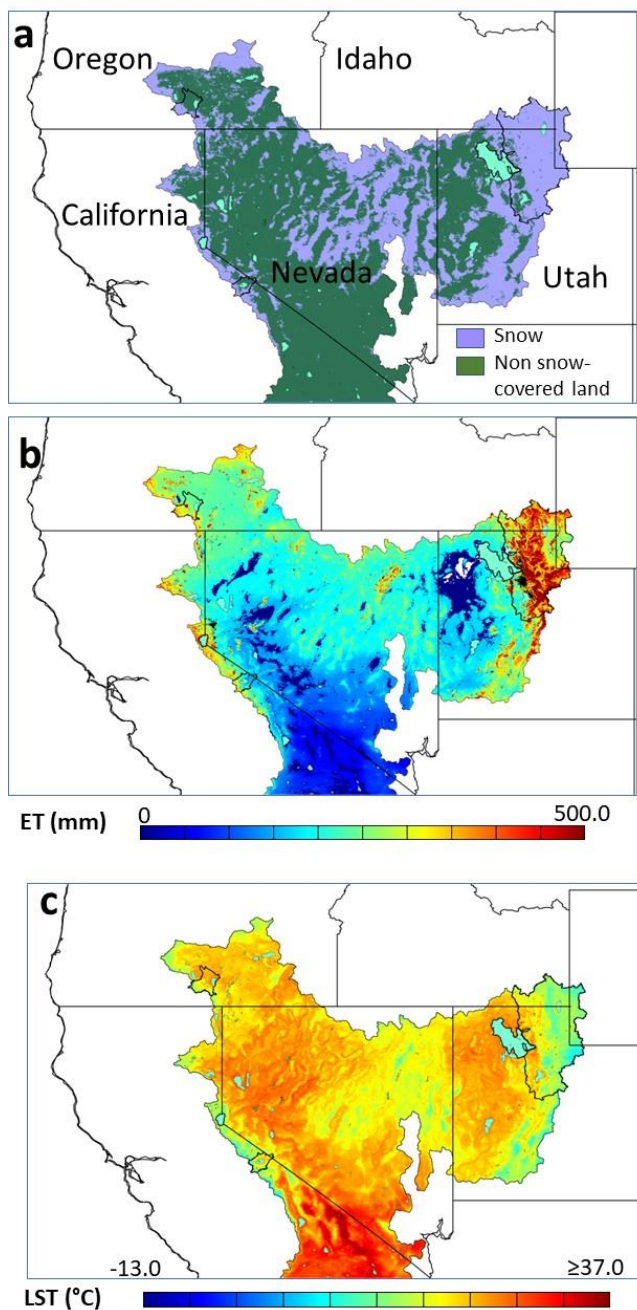 a
Oregon
Idaho
California
Nevada
Utah
Snow
Non snow-
covered land
b
ET (mm)
0
500.0
c
-13.0
≥37.0
LST (°C)